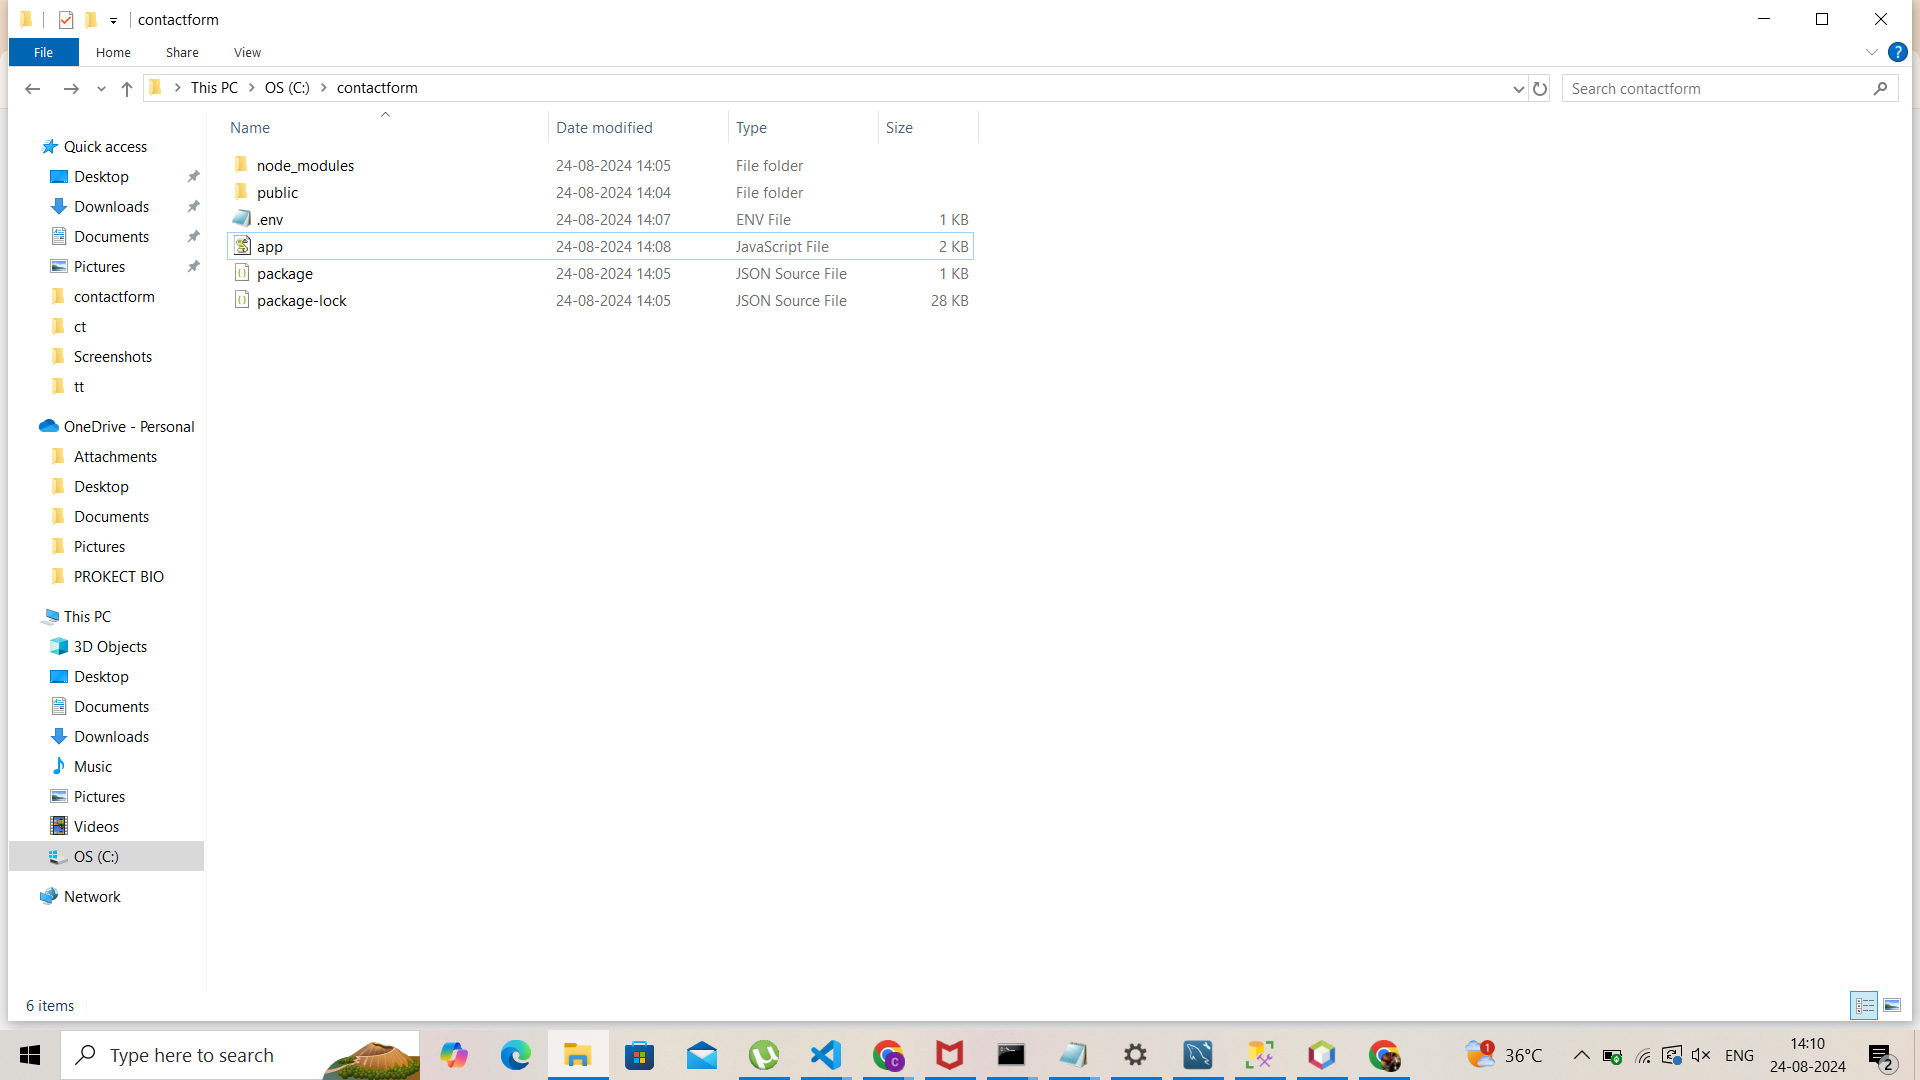 contactform
File Home Share View
This PC OS (C:) contactform
Search contactform
Name Date modified Type Size
node_modules 24-08-2024 14:05 File folder
public 24-08-2024 14:04 File folder
.env 24-08-2024 14:07 ENV File 1 KB
app 24-08-2024 14:08 JavaScript File 2 KB
package 24-08-2024 14:05 JSON Source File 1 KB
package-lock 24-08-2024 14:05 JSON Source File 28 KB
Quick access
Desktop
Downloads
Documents
Pictures
contactform
ct
Screenshots
tt
OneDrive - Personal
Attachments
Desktop
Documents
Pictures
PROKECT BIO
This PC
3D Objects
Desktop
Documents
Downloads
Music
Pictures
Videos
OS (C:)
Network
6 items
Type here to search
1
36°C
ENG
14:10
24-08-2024
2